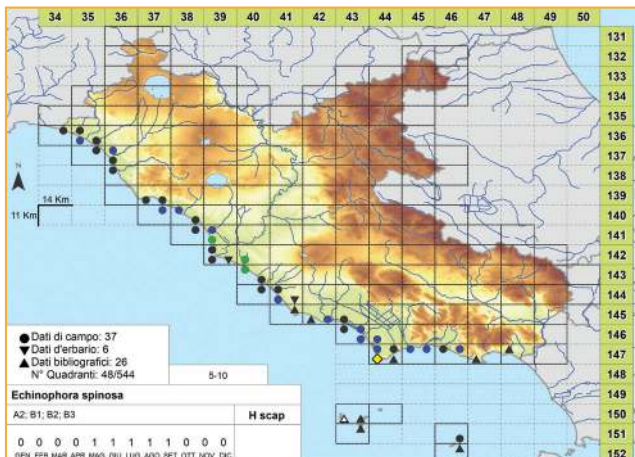 34 35 36 37 38 39 40 41 42 43 44 45 46 47 48 49 50
131
132
133
134
135
136
137
138
139
140
141
142
143
144
145
146
147
148
149
150
151
152
N
14 Km
11 Km
Dati di campo: 37
Dati d'erbario: 6
Dati bibliografici: 26
N° Quadranti: 48/544
5-10
Echinophora spinosa
A2; B1; B2; B3
H scap
0 0 0 0 1 1 1 1 1 0 0 0
GEN FEB MAR APR MAG GIU LUG AGO SET OTT NOV DIC